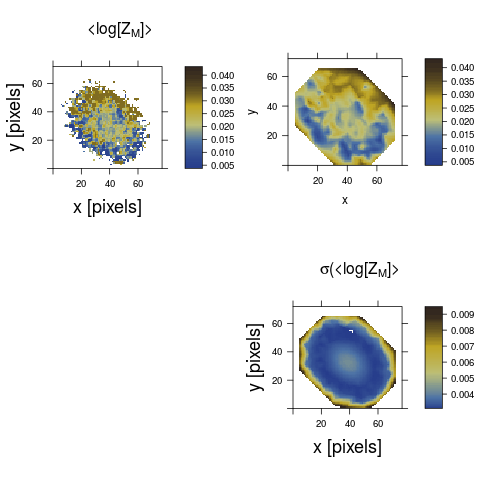 <log[Z_M]>
60
40
20
20 40 60
x [pixels]
y [pixels]
0.040
0.035
0.030
0.025
0.020
0.015
0.010
0.005
60
40
20
20 40 60
x
y
0.040
0.035
0.030
0.025
0.020
0.015
0.010
0.005
σ(<log[Z_M]>
60
40
20
20 40 60
x [pixels]
y [pixels]
0.009
0.008
0.007
0.006
0.005
0.004